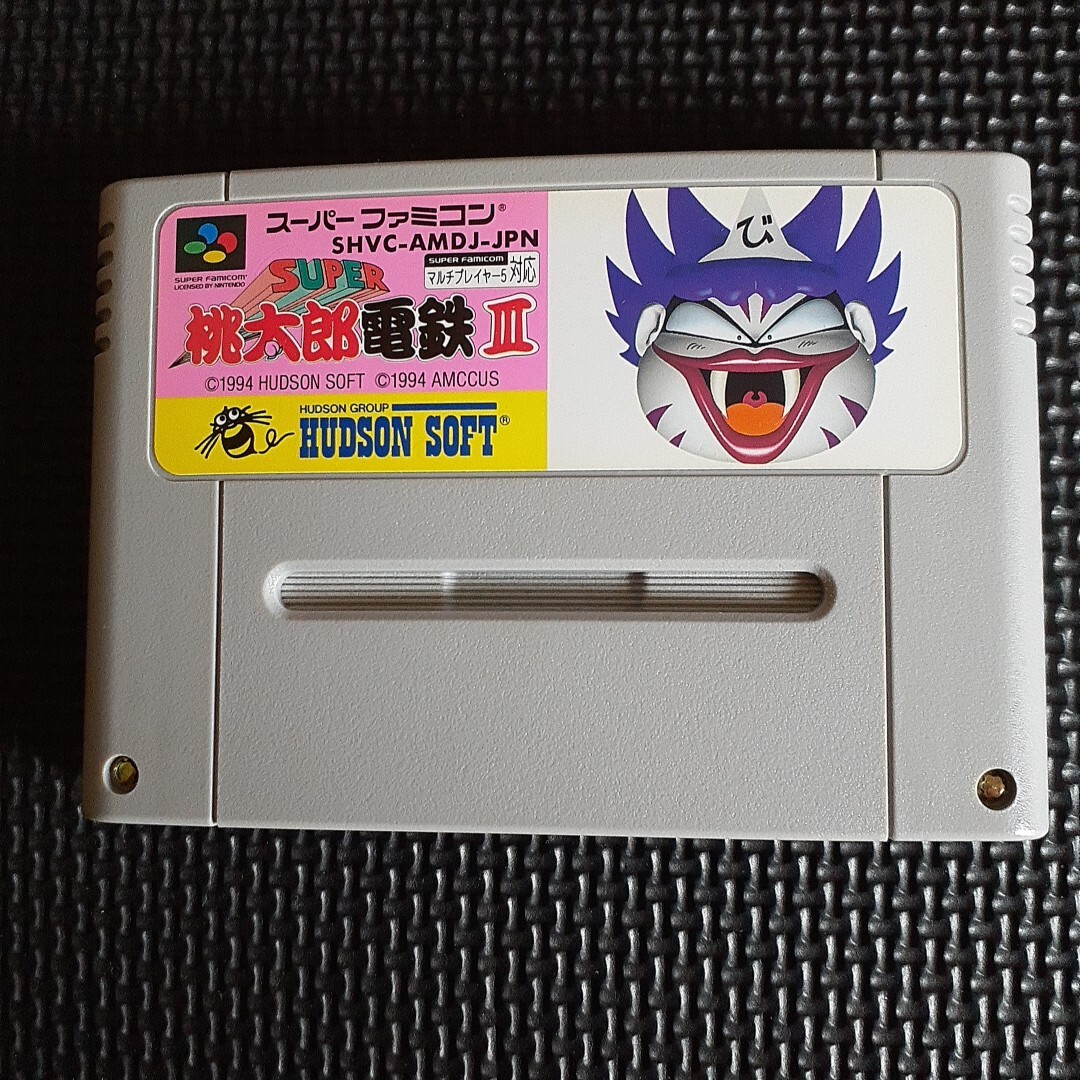 スーパーファミコン®
SHVC-AMDJ-JPN
SUPER FAMICOM™
LICENSED BY NINTENDO
SUPER FAMICOM
マルチプレイヤー5 対応
SUPER
桃太郎電鉄III
©1994 HUDSON SOFT ©1994 AMCCUS
HUDSON GROUP
HUDSON SOFT®
び